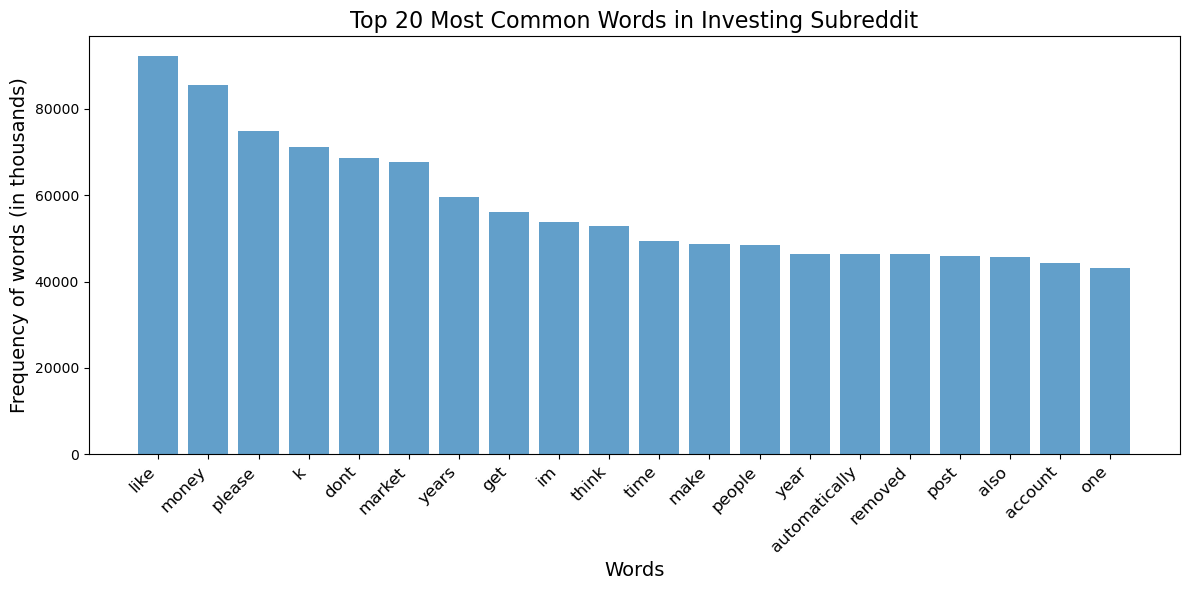 Top 20 Most Common Words in Investing Subreddit
Frequency of words (in thousands)
80000
60000
40000
20000
0
like
money
please
k
dont
market
years
get
im
think
time
make
people
year
automatically
removed
post
also
account
one
Words